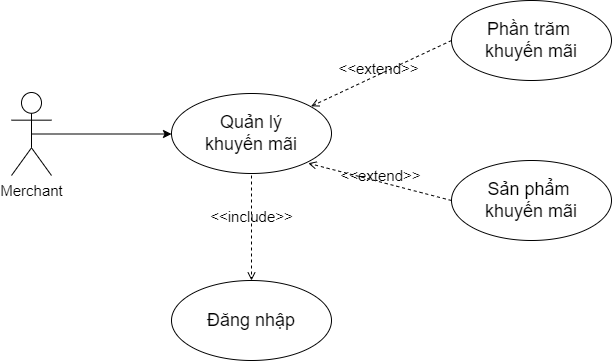 Phần trăm
khuyến mãi
<<extend>>
Quản lý
khuyến mãi
Merchant
<<extend>>
Sản phẩm
khuyến mãi
<<include>>
Đăng nhập